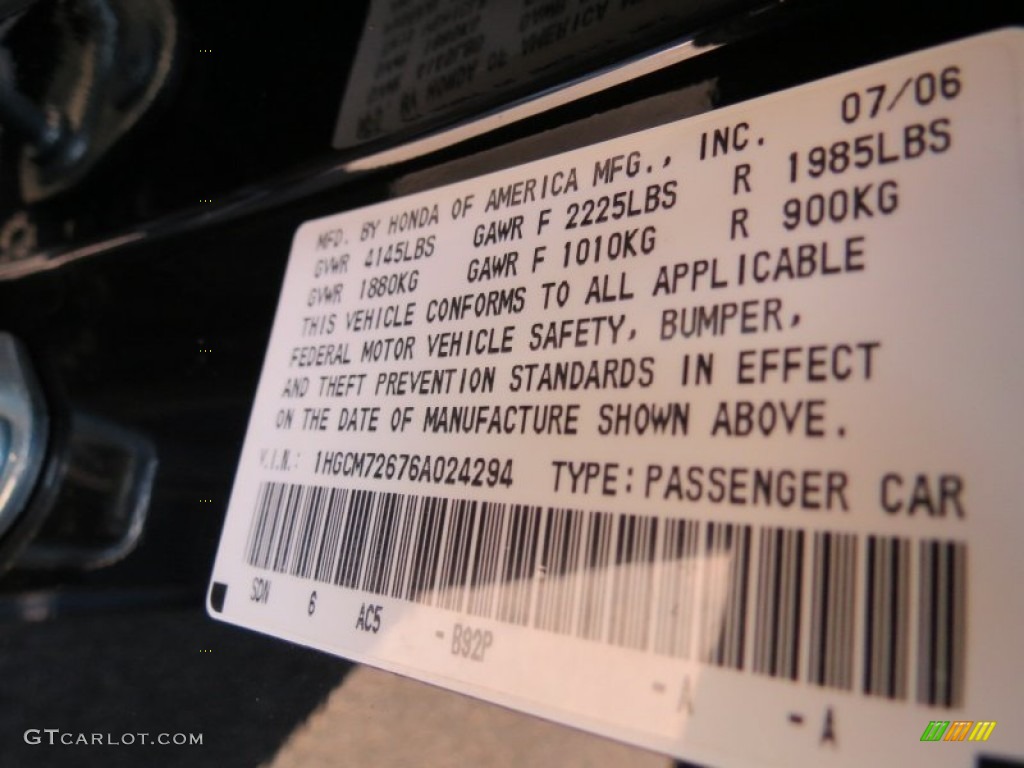 MFD. BY HONDA OF AMERICA MFG., INC. 07/06
GVWR 4145LBS GAWR F 2225LBS R 1985LBS
GVWR 1880KG GAWR F 1010KG R 900KG
THIS VEHICLE CONFORMS TO ALL APPLICABLE
FEDERAL MOTOR VEHICLE SAFETY, BUMPER,
AND THEFT PREVENTION STANDARDS IN EFFECT
ON THE DATE OF MANUFACTURE SHOWN ABOVE.
V.I.N.: 1HGCM72676A024294 TYPE: PASSENGER CAR
SDN 6 AC5 - B92P - A - A
GTCARLOT.COM